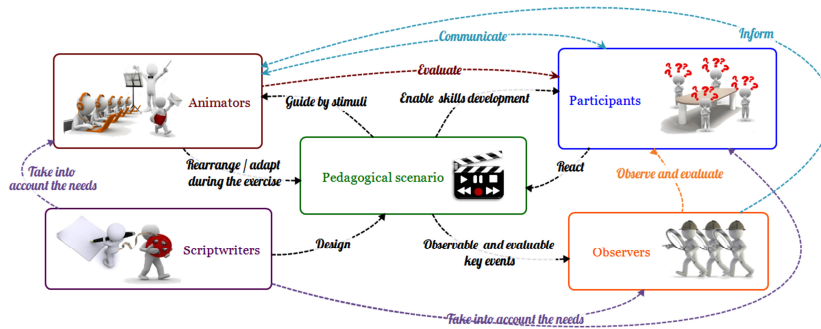 Communicate
Inform
Evaluate
Animators
Participants
Guide by stimuli
Enable skills development
Take into
account the needs
Rearrange / adapt
during the exercise
Pedagogical scenario
React
Observe and evaluate
Scriptwriters
Design
Observable and evaluable
key events
Observers
Take into account the needs